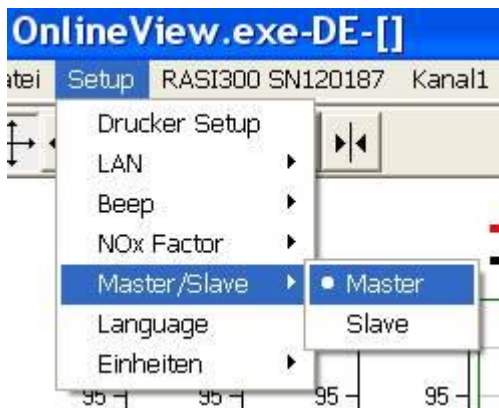 OnlineView.exe-DE-[]
atei Setup RASI300 SN120187 Kanal1
Drucker Setup
LAN
Beep
NOx Factor
Master/Slave
Master
Language
Slave
Einheiten
95 95 95 95